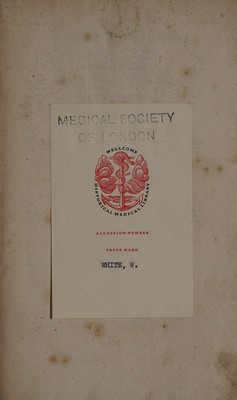 MEDICAL SOCIETY
OF LONDON
WELLCOME
HISTORICAL MEDICAL LIBRARY
ACCESSION NUMBER
PRESS MARK
WHITE, W.